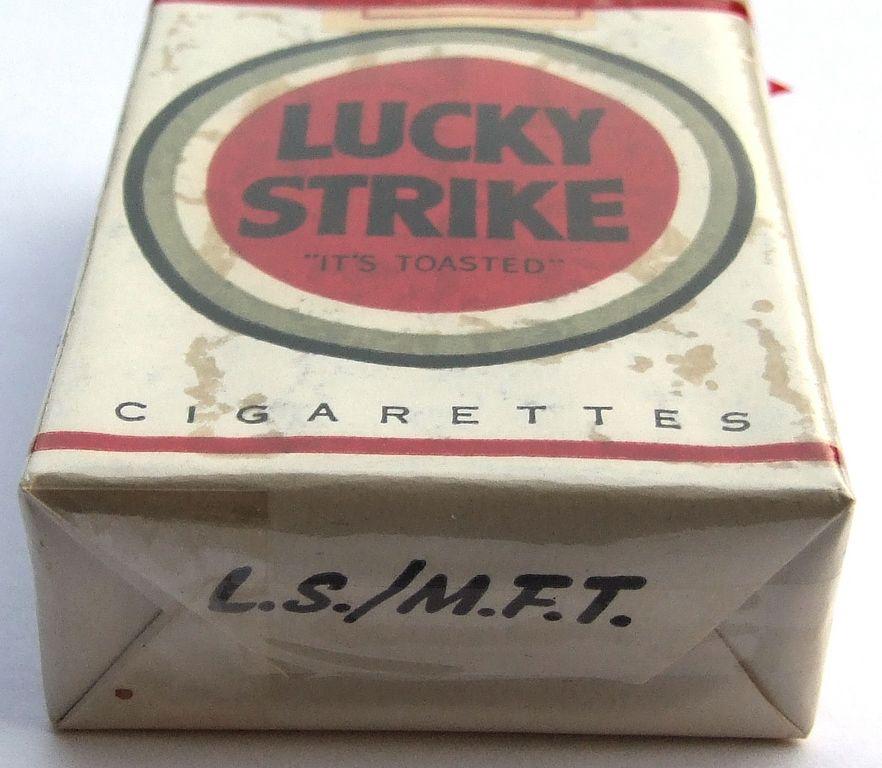 LUCKY
STRIKE
"IT'S TOASTED"
CIGARETTES
L.S./M.F.T.